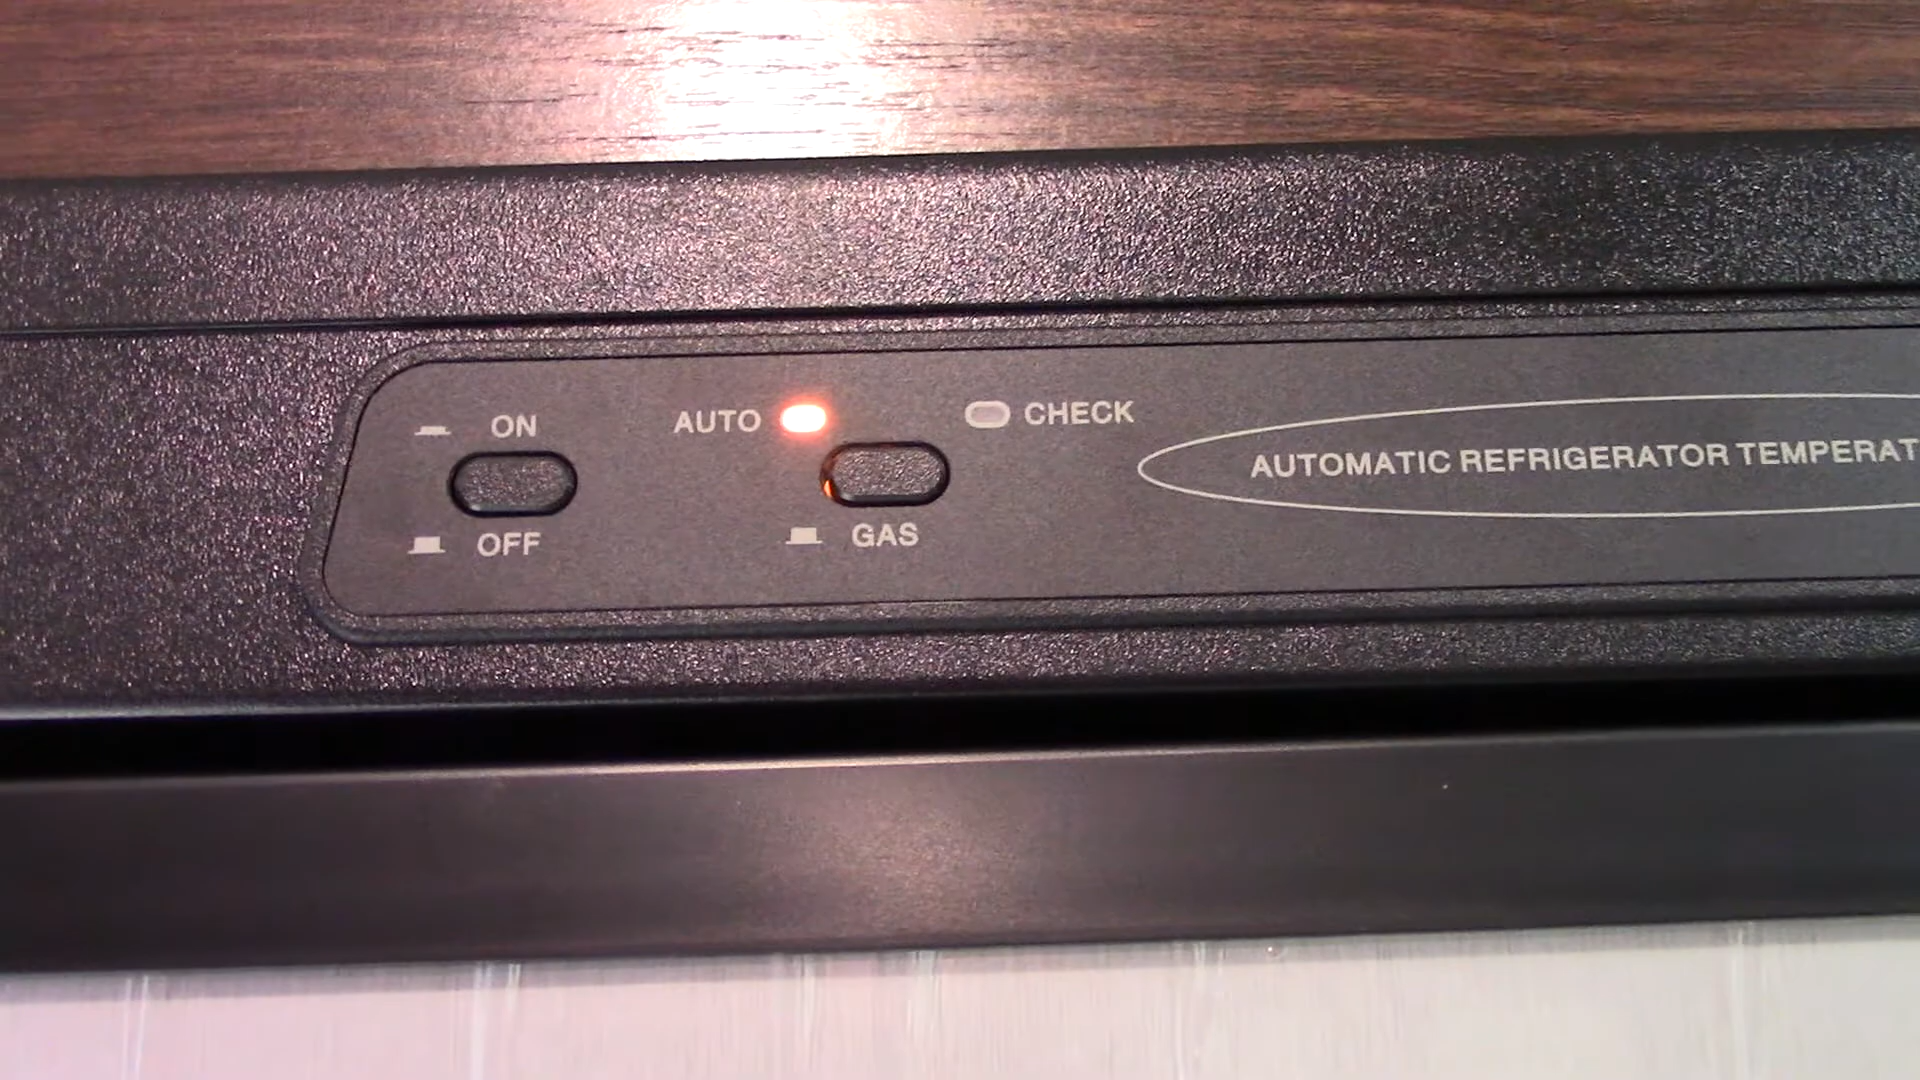 ON
OFF
AUTO
GAS
CHECK
AUTOMATIC REFRIGERATOR TEMPERAT